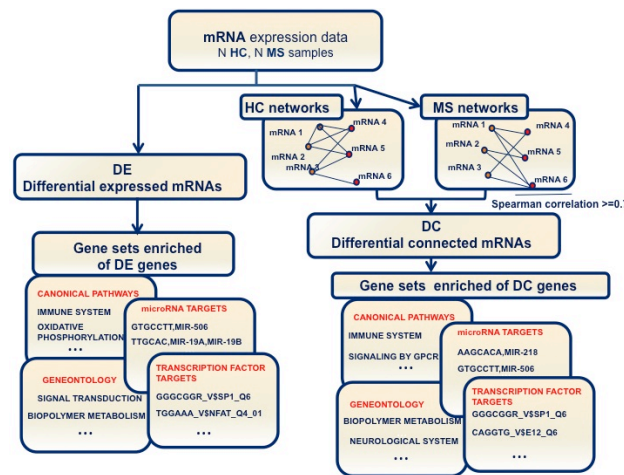 mRNA expression data
N HC, N MS samples
HC networks
mRNA 1
mRNA 2
mRNA 3
mRNA 4
mRNA 5
mRNA 6
MS networks
mRNA 1
mRNA 2
mRNA 3
mRNA 4
mRNA 5
mRNA 6
Spearman correlation >=0.7
DE
Differential expressed mRNAs
DC
Differential connected mRNAs
Gene sets enriched
of DE genes
CANONICAL PATHWAYS
IMMUNE SYSTEM
OXIDATIVE
PHOSPHORYLATION
...
microRNA TARGETS
GTGCCTT,MIR-506
TTGCAC,MIR-19A,MIR-19B
GENEONTOLOGY
SIGNAL TRANSDUCTION
BIOPOLYMER METABOLISM
...
TRANSCRIPTION FACTOR
TARGETS
GGGCGGR_V$SP1_Q6
TGGAAA_V$NFAT_Q4_01
...
Gene sets enriched of DC genes
CANONICAL PATHWAYS
IMMUNE SYSTEM
SIGNALING BY GPCR
...
microRNA TARGETS
AAGCACA,MIR-218
GTGCCTT,MIR-506
GENEONTOLOGY
BIOPOLYMER METABOLISM
NEUROLOGICAL SYSTEM
...
TRANSCRIPTION FACTOR
TARGETS
GGGCGGR_V$SP1_Q6
CAGGTG_V$E12_Q6
...